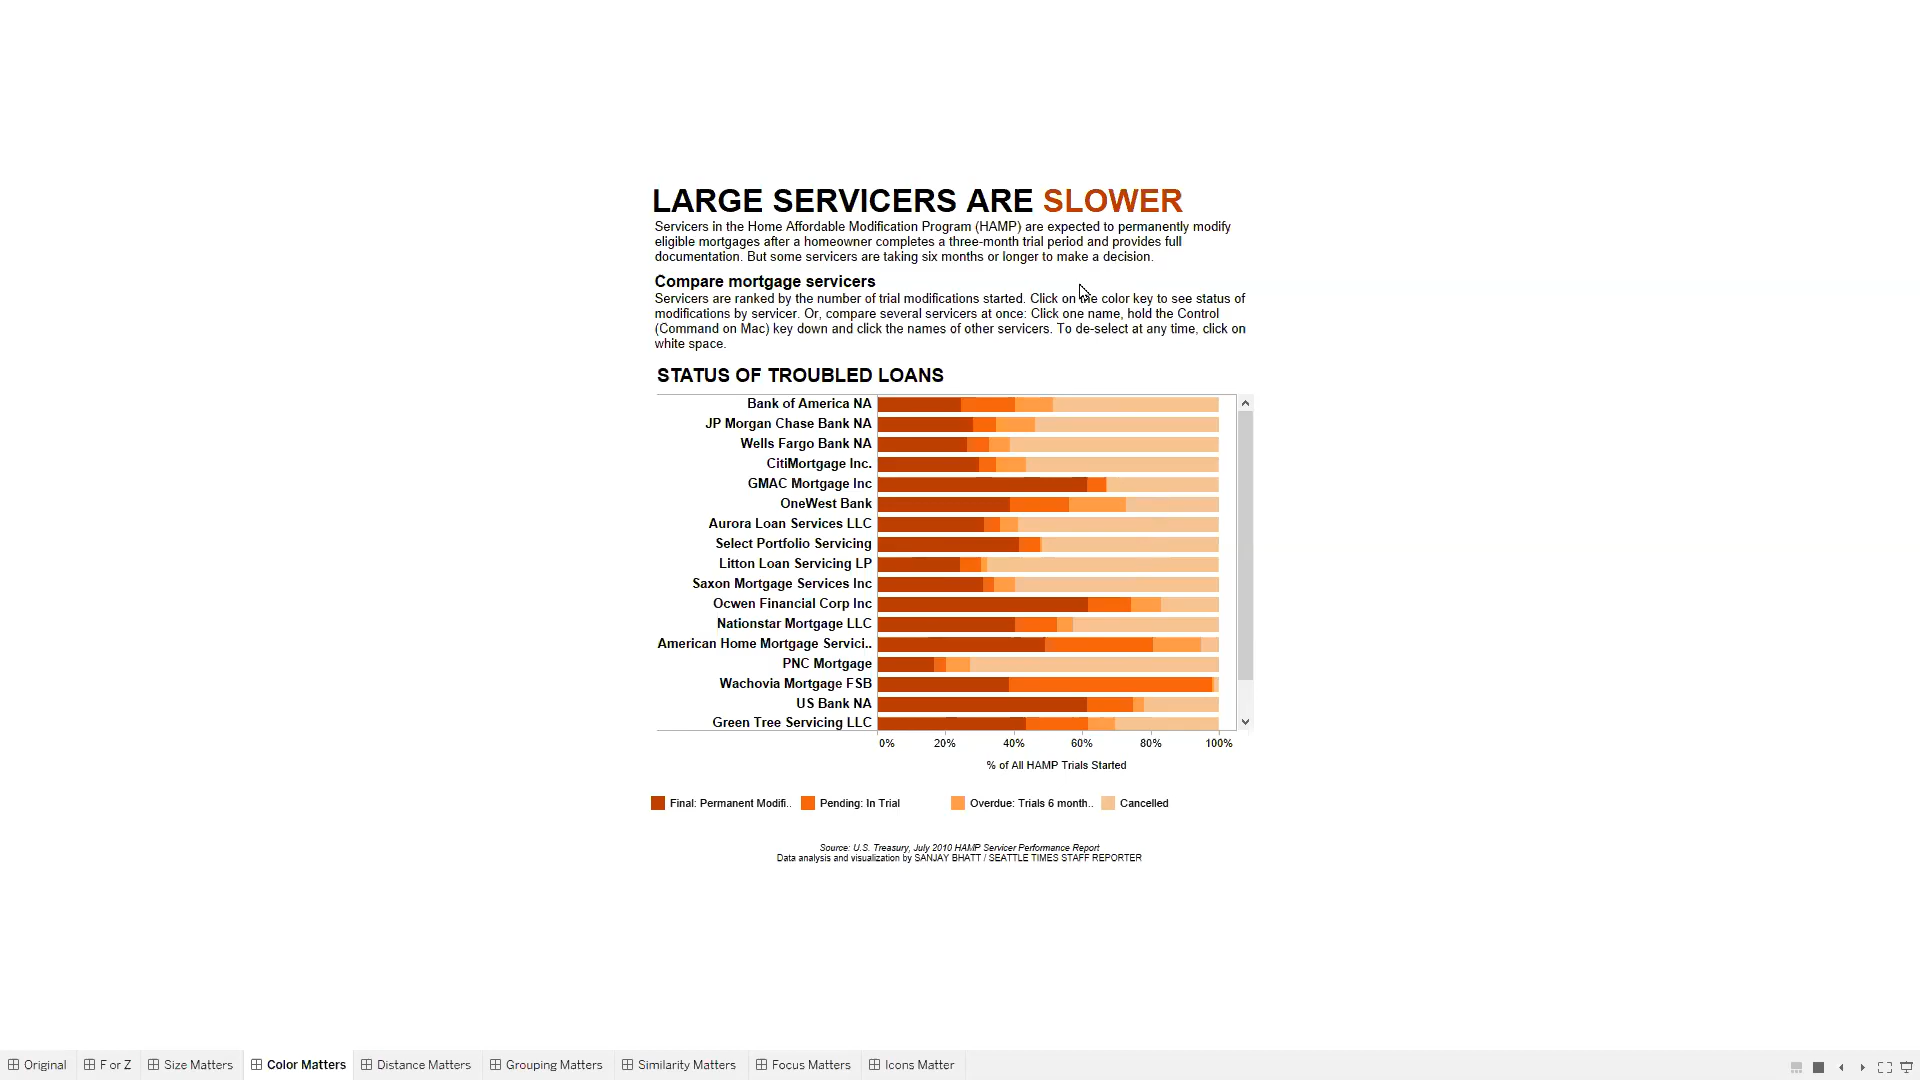 LARGE SERVICERS ARE SLOWER
Servicers in the Home Affordable Modification Program (HAMP) are expected to permanently modify
eligible mortgages after a homeowner completes a three-month trial period and provides full
documentation. But some servicers are taking six months or longer to make a decision.
Compare mortgage servicers
Servicers are ranked by the number of trial modifications started. Click on the color key to see status of
modifications by servicer. Or, compare several servicers at once: Click one name, hold the Control
(Command on Mac) key down and click the names of other servicers. To de-select at any time, click on
white space.
STATUS OF TROUBLED LOANS
Bank of America NA
JP Morgan Chase Bank NA
Wells Fargo Bank NA
CitiMortgage Inc.
GMAC Mortgage Inc
OneWest Bank
Aurora Loan Services LLC
Select Portfolio Servicing
Litton Loan Servicing LP
Saxon Mortgage Services Inc
Ocwen Financial Corp Inc
Nationstar Mortgage LLC
American Home Mortgage Servici..
PNC Mortgage
Wachovia Mortgage FSB
US Bank NA
Green Tree Servicing LLC
0% 20% 40% 60% 80% 100%
% of All HAMP Trials Started
Final: Permanent Modifi.. Pending: In Trial Overdue: Trials 6 month.. Cancelled
Source: U.S. Treasury, July 2010 HAMP Servicer Performance Report
Data analysis and visualization by SANJAY BHATT / SEATTLE TIMES STAFF REPORTER
Original F or Z Size Matters Color Matters Distance Matters Grouping Matters Similarity Matters Focus Matters Icons Matter